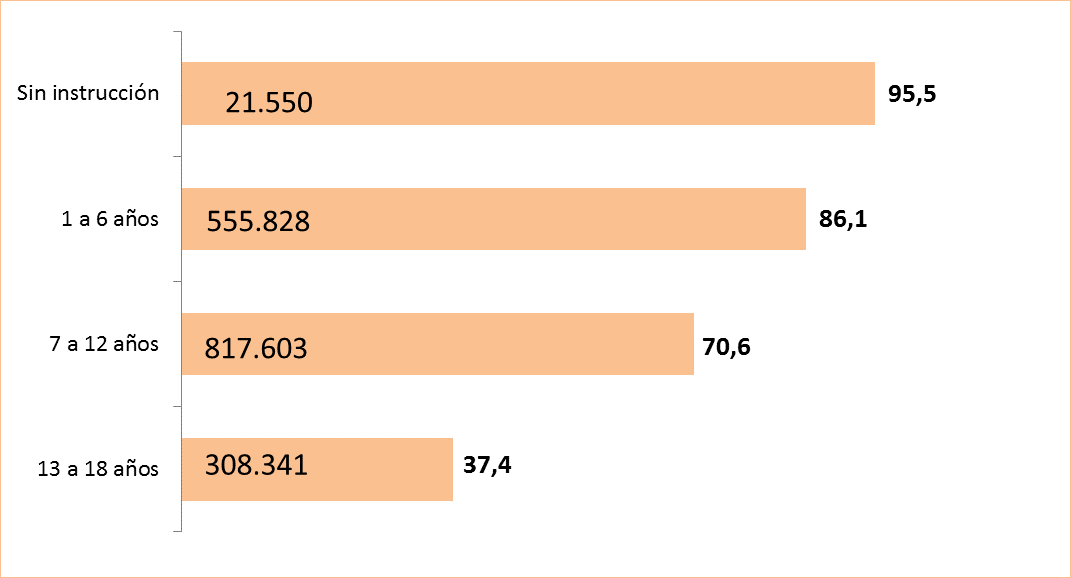 Sin instrucción 21.550 95,5
1 a 6 años 555.828 86,1
7 a 12 años 817.603 70,6
13 a 18 años 308.341 37,4